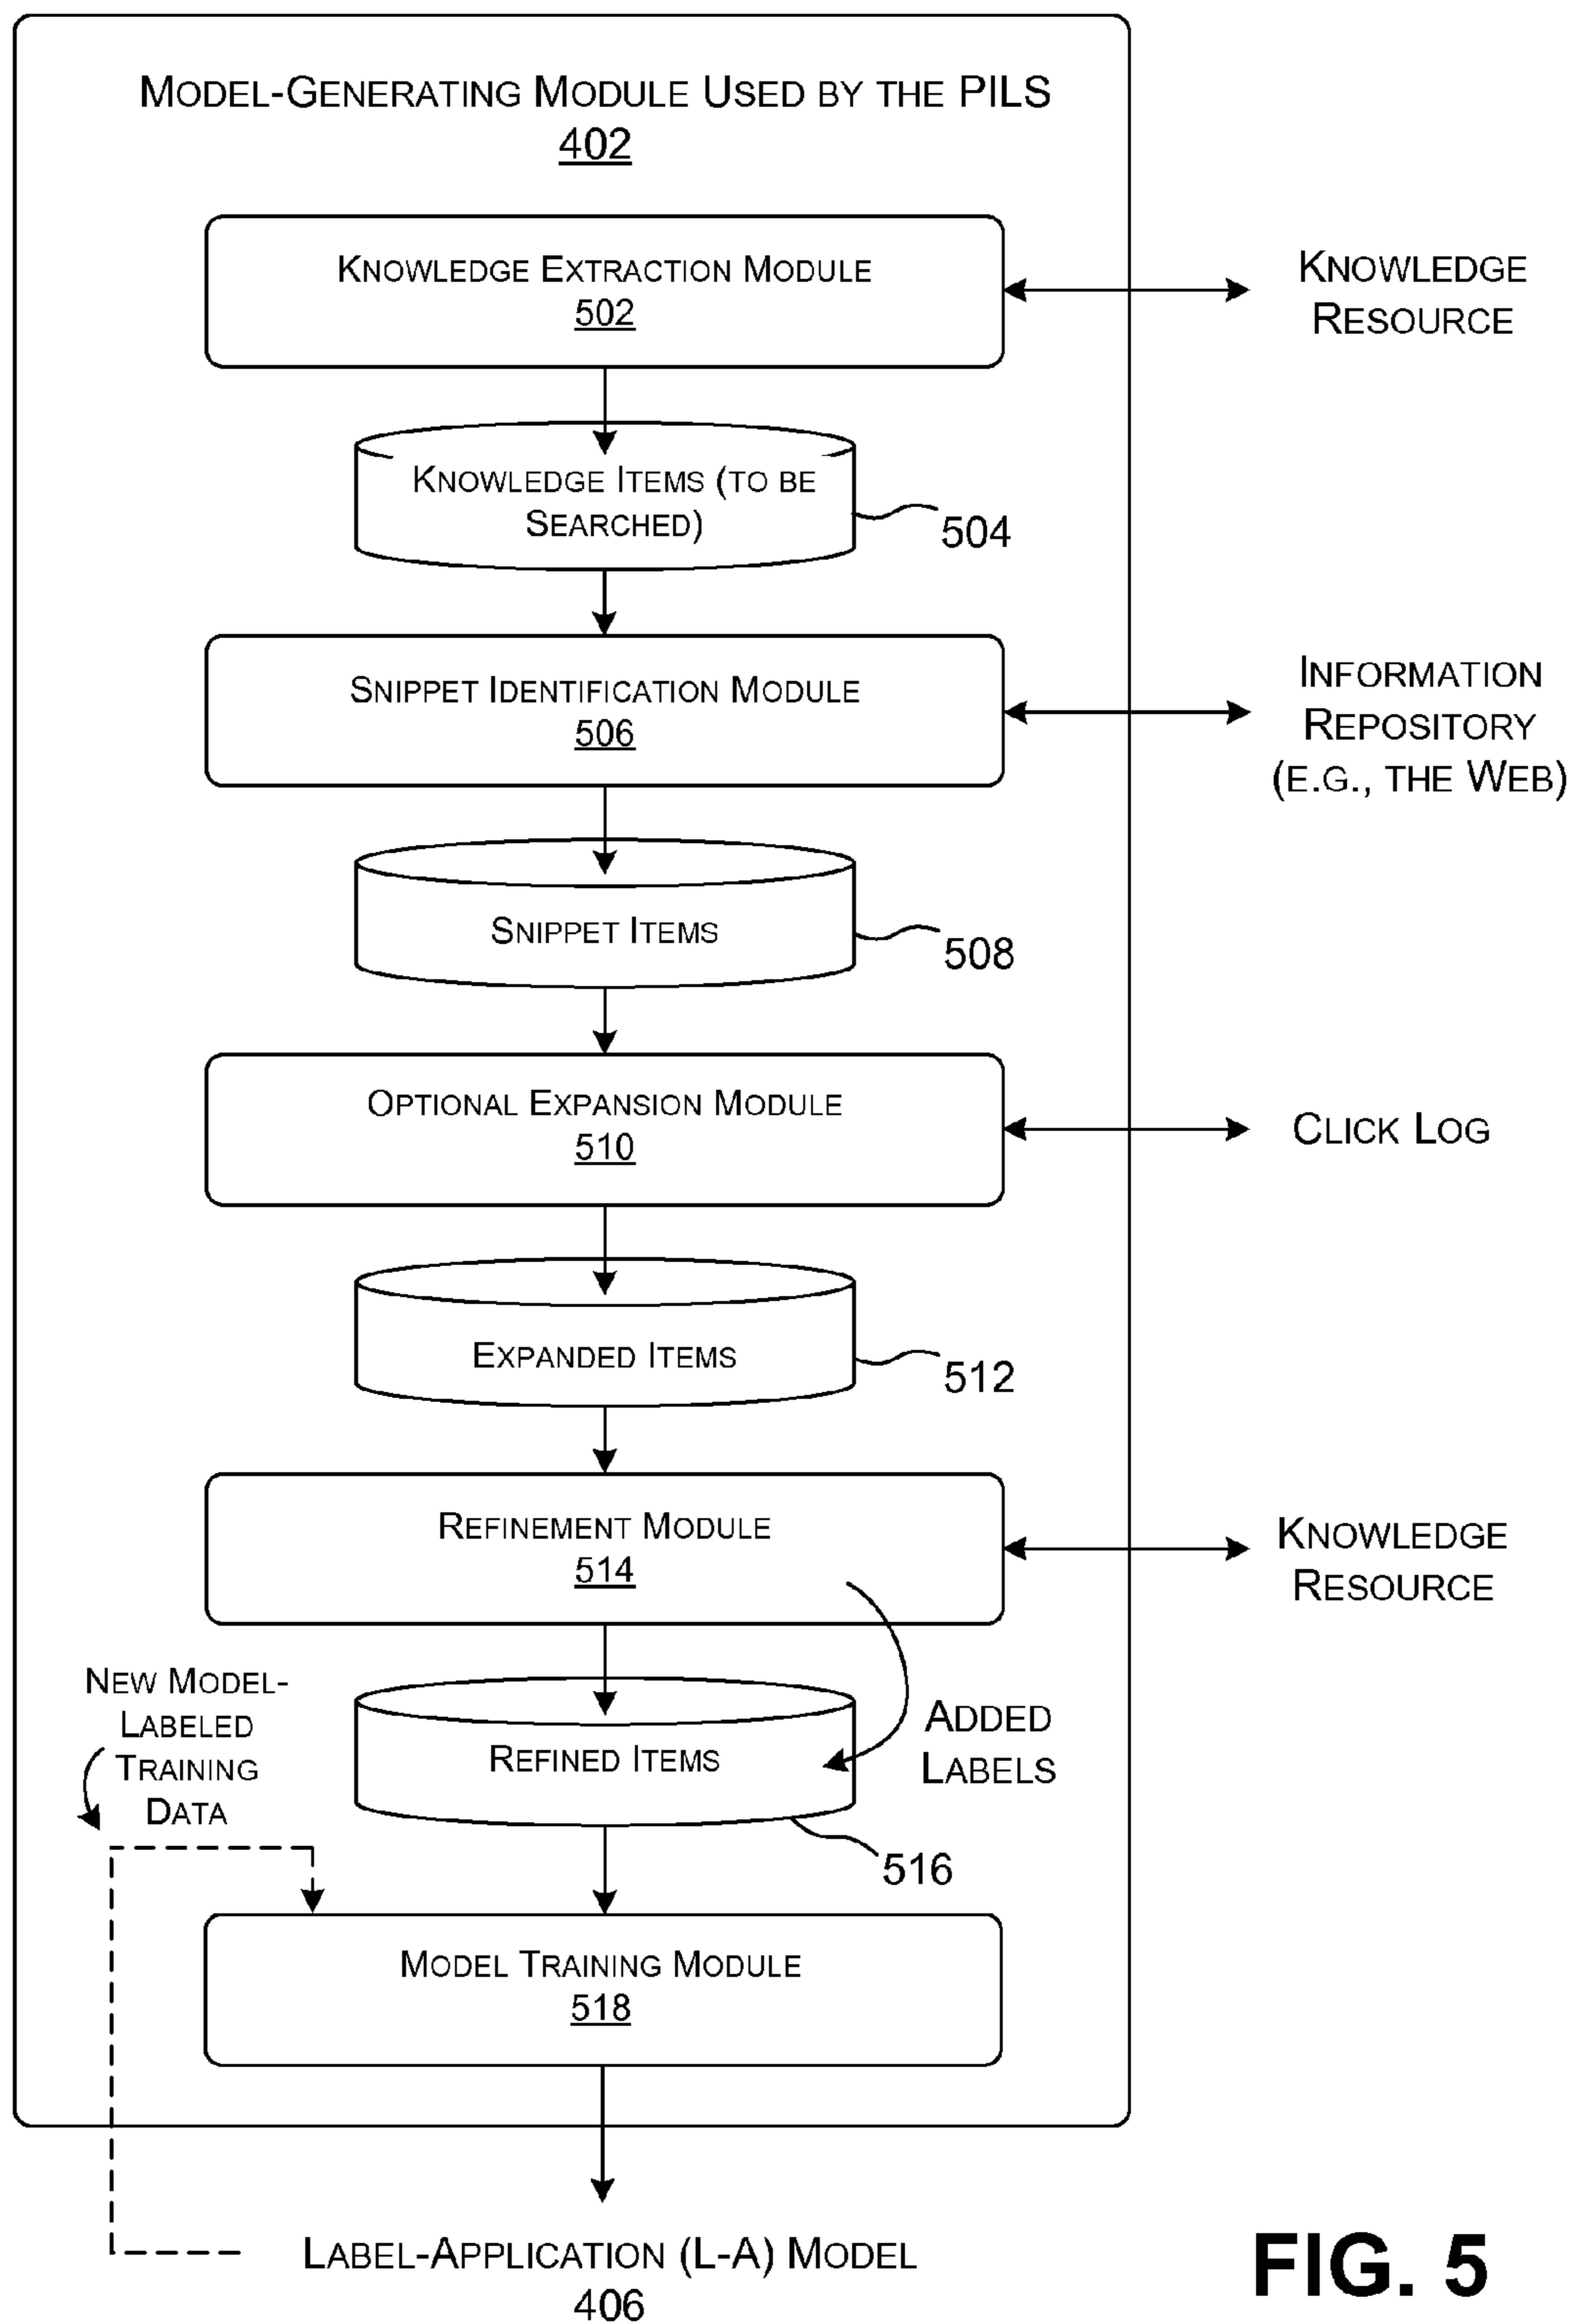 MODEL-GENERATING MODULE USED BY THE PILS
402
KNOWLEDGE EXTRACTION MODULE
502
KNOWLEDGE
RESOURCE
KNOWLEDGE ITEMS (TO BE
SEARCHED)
504
SNIPPET IDENTIFICATION MODULE
506
INFORMATION
REPOSITORY
(E.G., THE WEB)
SNIPPET ITEMS
508
OPTIONAL EXPANSION MODULE
510
CLICK LOG
EXPANDED ITEMS
512
REFINEMENT MODULE
514
KNOWLEDGE
RESOURCE
NEW MODEL-
LABELED
TRAINING
DATA
REFINED ITEMS
ADDED
LABELS
516
MODEL TRAINING MODULE
518
LABEL-APPLICATION (L-A) MODEL
406
FIG. 5